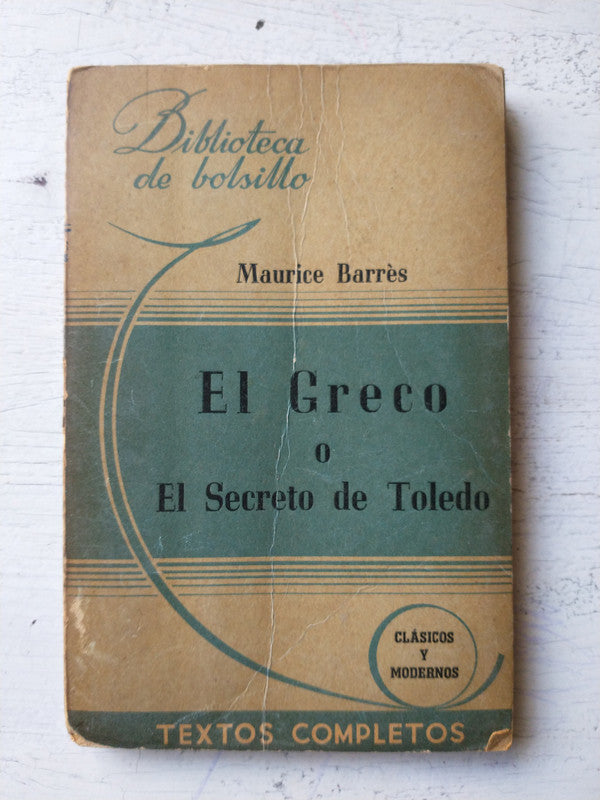 Biblioteca
de bolsillo
Maurice Barrès
El Greco
o
El Secreto de Toledo
CLÁSICOS
Y
MODERNOS
TEXTOS COMPLETOS